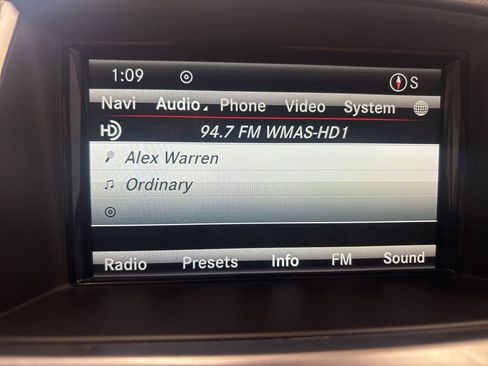 1:09 S
Navi Audio Phone Video System
HD 94.7 FM WMAS-HD1
Alex Warren
Ordinary
Radio Presets Info FM Sound